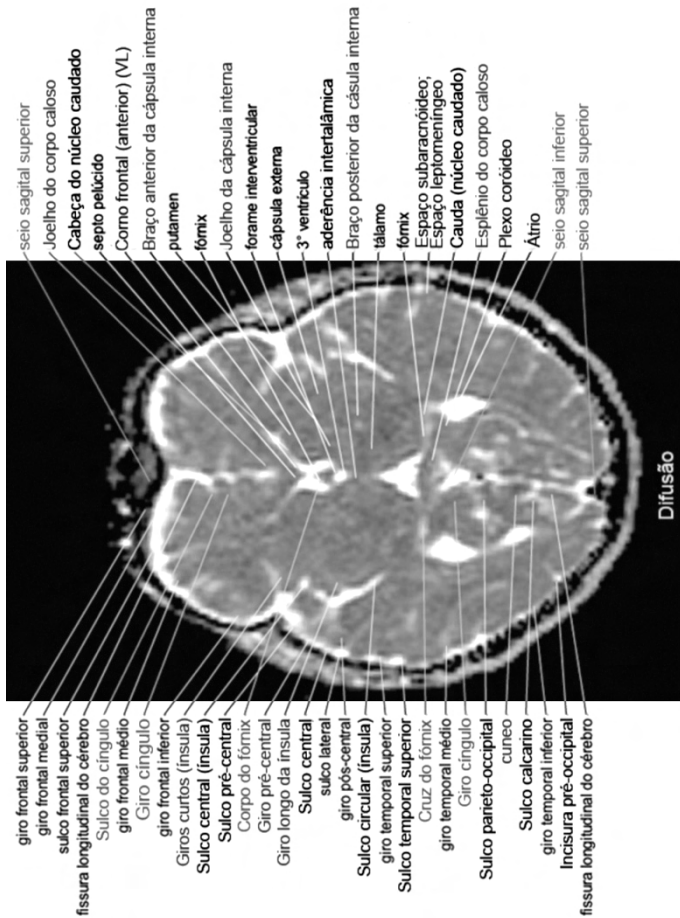 seio sagital superior
Joelho do corpo caloso
Cabeça do núcleo caudado
septo pelúcido
Corno frontal (anterior) (VL)
Braço anterior da cápsula interna
putamen
fómix
Joelho da cápsula interna
forame interventricular
cápsula externa
3° ventrículo
aderência intertalâmica
Braço posterior da cásula interna
tálamo
fómix
Espaço subaracnóideo;
Espaço leptomeníngeo
Cauda (núcleo caudado)
Esplênio do corpo caloso
Plexo coróideo
Átrio
seio sagital inferior
seio sagital superior
giro frontal superior
giro frontal medial
sulco frontal superior
fissura longitudinal do cérebro
Sulco do cíngulo
giro frontal médio
Giro cíngulo
giro frontal inferior
Giros curtos (ínsula)
Sulco central (ínsula)
Sulco pré-central
Corpo do fómix
Giro pré-central
Giro longo da ínsula
Sulco central
sulco lateral
giro pós-central
Sulco circular (ínsula)
giro temporal superior
Sulco temporal superior
Cruz do fómix
giro temporal médio
Giro cíngulo
Sulco parieto-occipital
cuneo
Sulco calcarino
giro temporal inferior
Incisura pré-occipital
fissura longitudinal do cérebro
Difusão